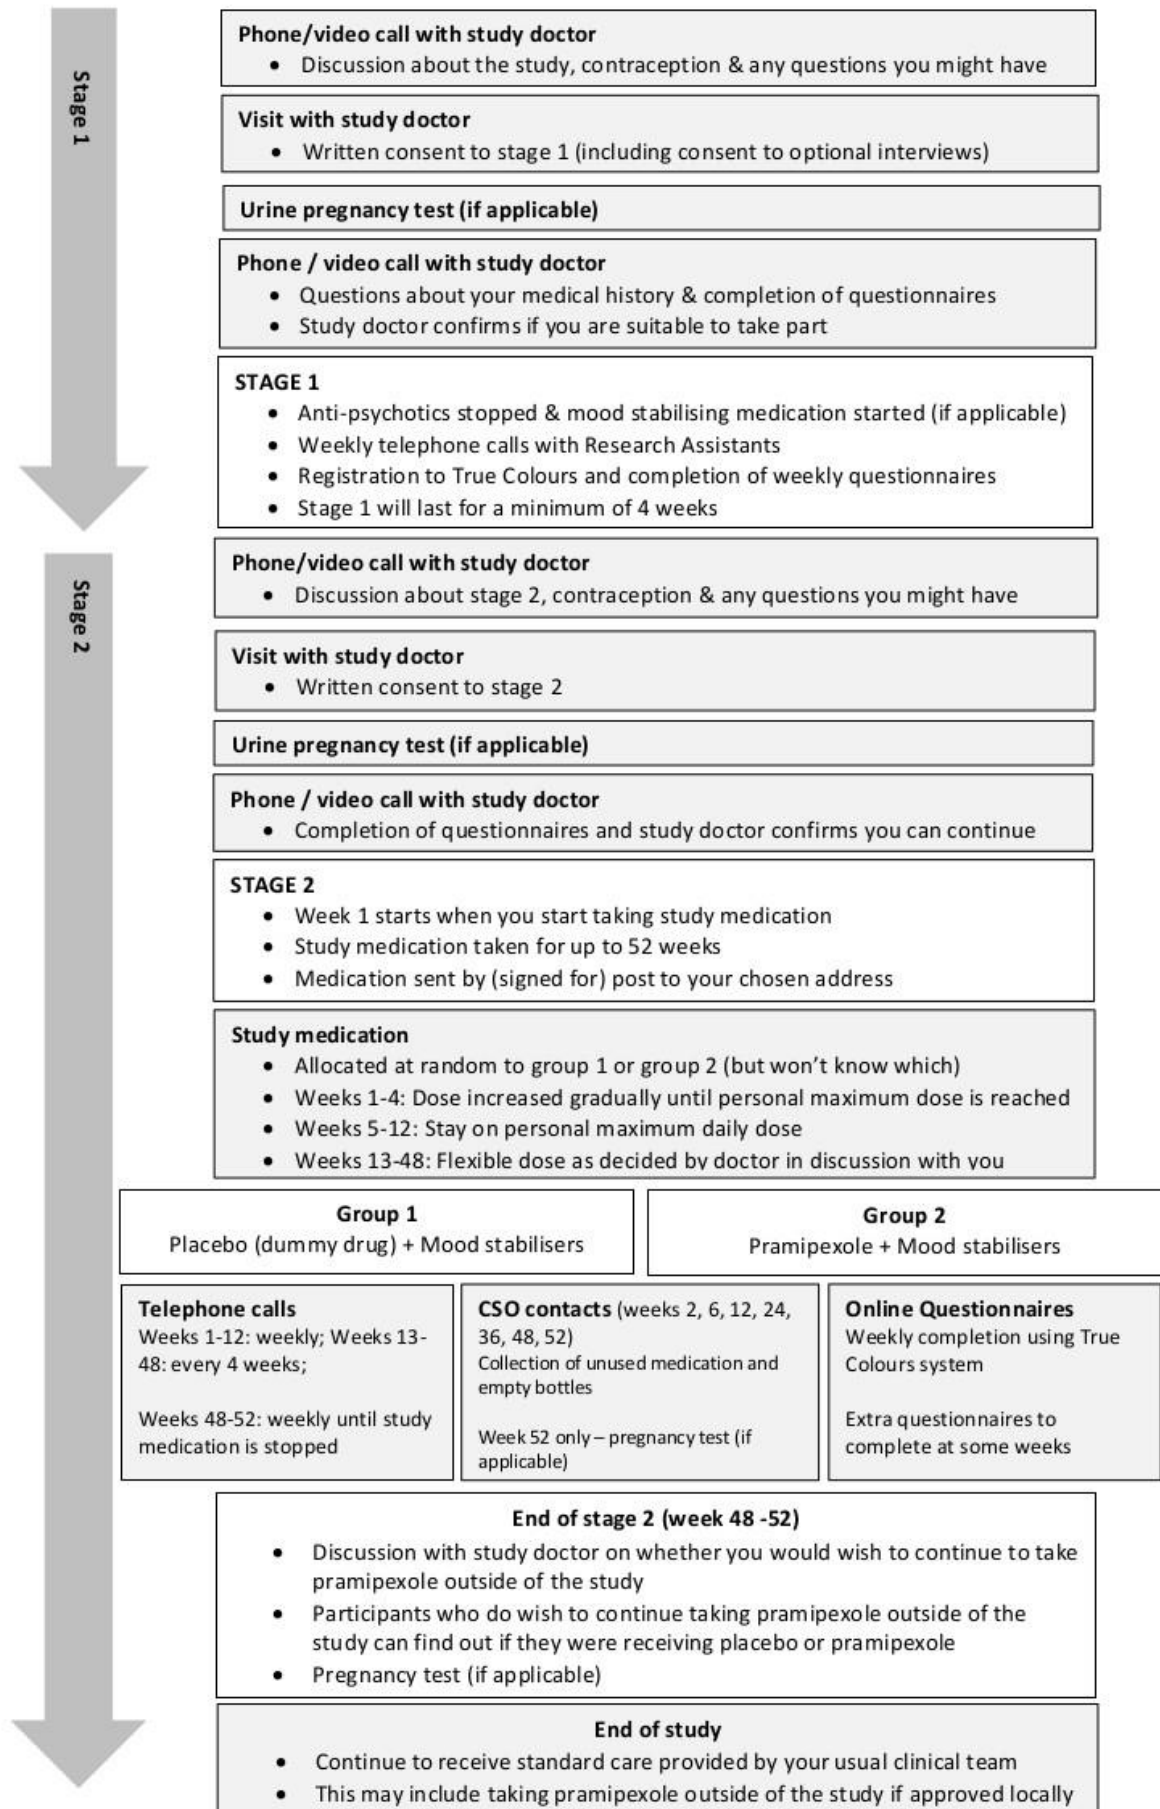 Stage 1
Phone/video call with study doctor
• Discussion about the study, contraception & any questions you might have
Visit with study doctor
• Written consent to stage 1 (including consent to optional interviews)
Urine pregnancy test (if applicable)
Phone / video call with study doctor
• Questions about your medical history & completion of questionnaires
• Study doctor confirms if you are suitable to take part
STAGE 1
• Anti-psychotics stopped & mood stabilising medication started (if applicable)
• Weekly telephone calls with Research Assistants
• Registration to True Colours and completion of weekly questionnaires
• Stage 1 will last for a minimum of 4 weeks
Stage 2
Phone/video call with study doctor
• Discussion about stage 2, contraception & any questions you might have
Visit with study doctor
• Written consent to stage 2
Urine pregnancy test (if applicable)
Phone / video call with study doctor
• Completion of questionnaires and study doctor confirms you can continue
STAGE 2
• Week 1 starts when you start taking study medication
• Study medication taken for up to 52 weeks
• Medication sent by (signed for) post to your chosen address
Study medication
• Allocated at random to group 1 or group 2 (but won't know which)
• Weeks 1-4: Dose increased gradually until personal maximum dose is reached
• Weeks 5-12: Stay on personal maximum daily dose
• Weeks 13-48: Flexible dose as decided by doctor in discussion with you
Group 1
Placebo (dummy drug) + Mood stabilisers
Group 2
Pramipexole + Mood stabilisers
Telephone calls
Weeks 1-12: weekly; Weeks 13-
48: every 4 weeks;
Weeks 48-52: weekly until study
medication is stopped
CSO contacts (weeks 2, 6, 12, 24,
36, 48, 52)
Collection of unused medication and
empty bottles
Week 52 only – pregnancy test (if
applicable)
Online Questionnaires
Weekly completion using True
Colours system
Extra questionnaires to
complete at some weeks
End of stage 2 (week 48 -52)
• Discussion with study doctor on whether you would wish to continue to take
pramipexole outside of the study
• Participants who do wish to continue taking pramipexole outside of the
study can find out if they were receiving placebo or pramipexole
• Pregnancy test (if applicable)
End of study
• Continue to receive standard care provided by your usual clinical team
• This may include taking pramipexole outside of the study if approved locally